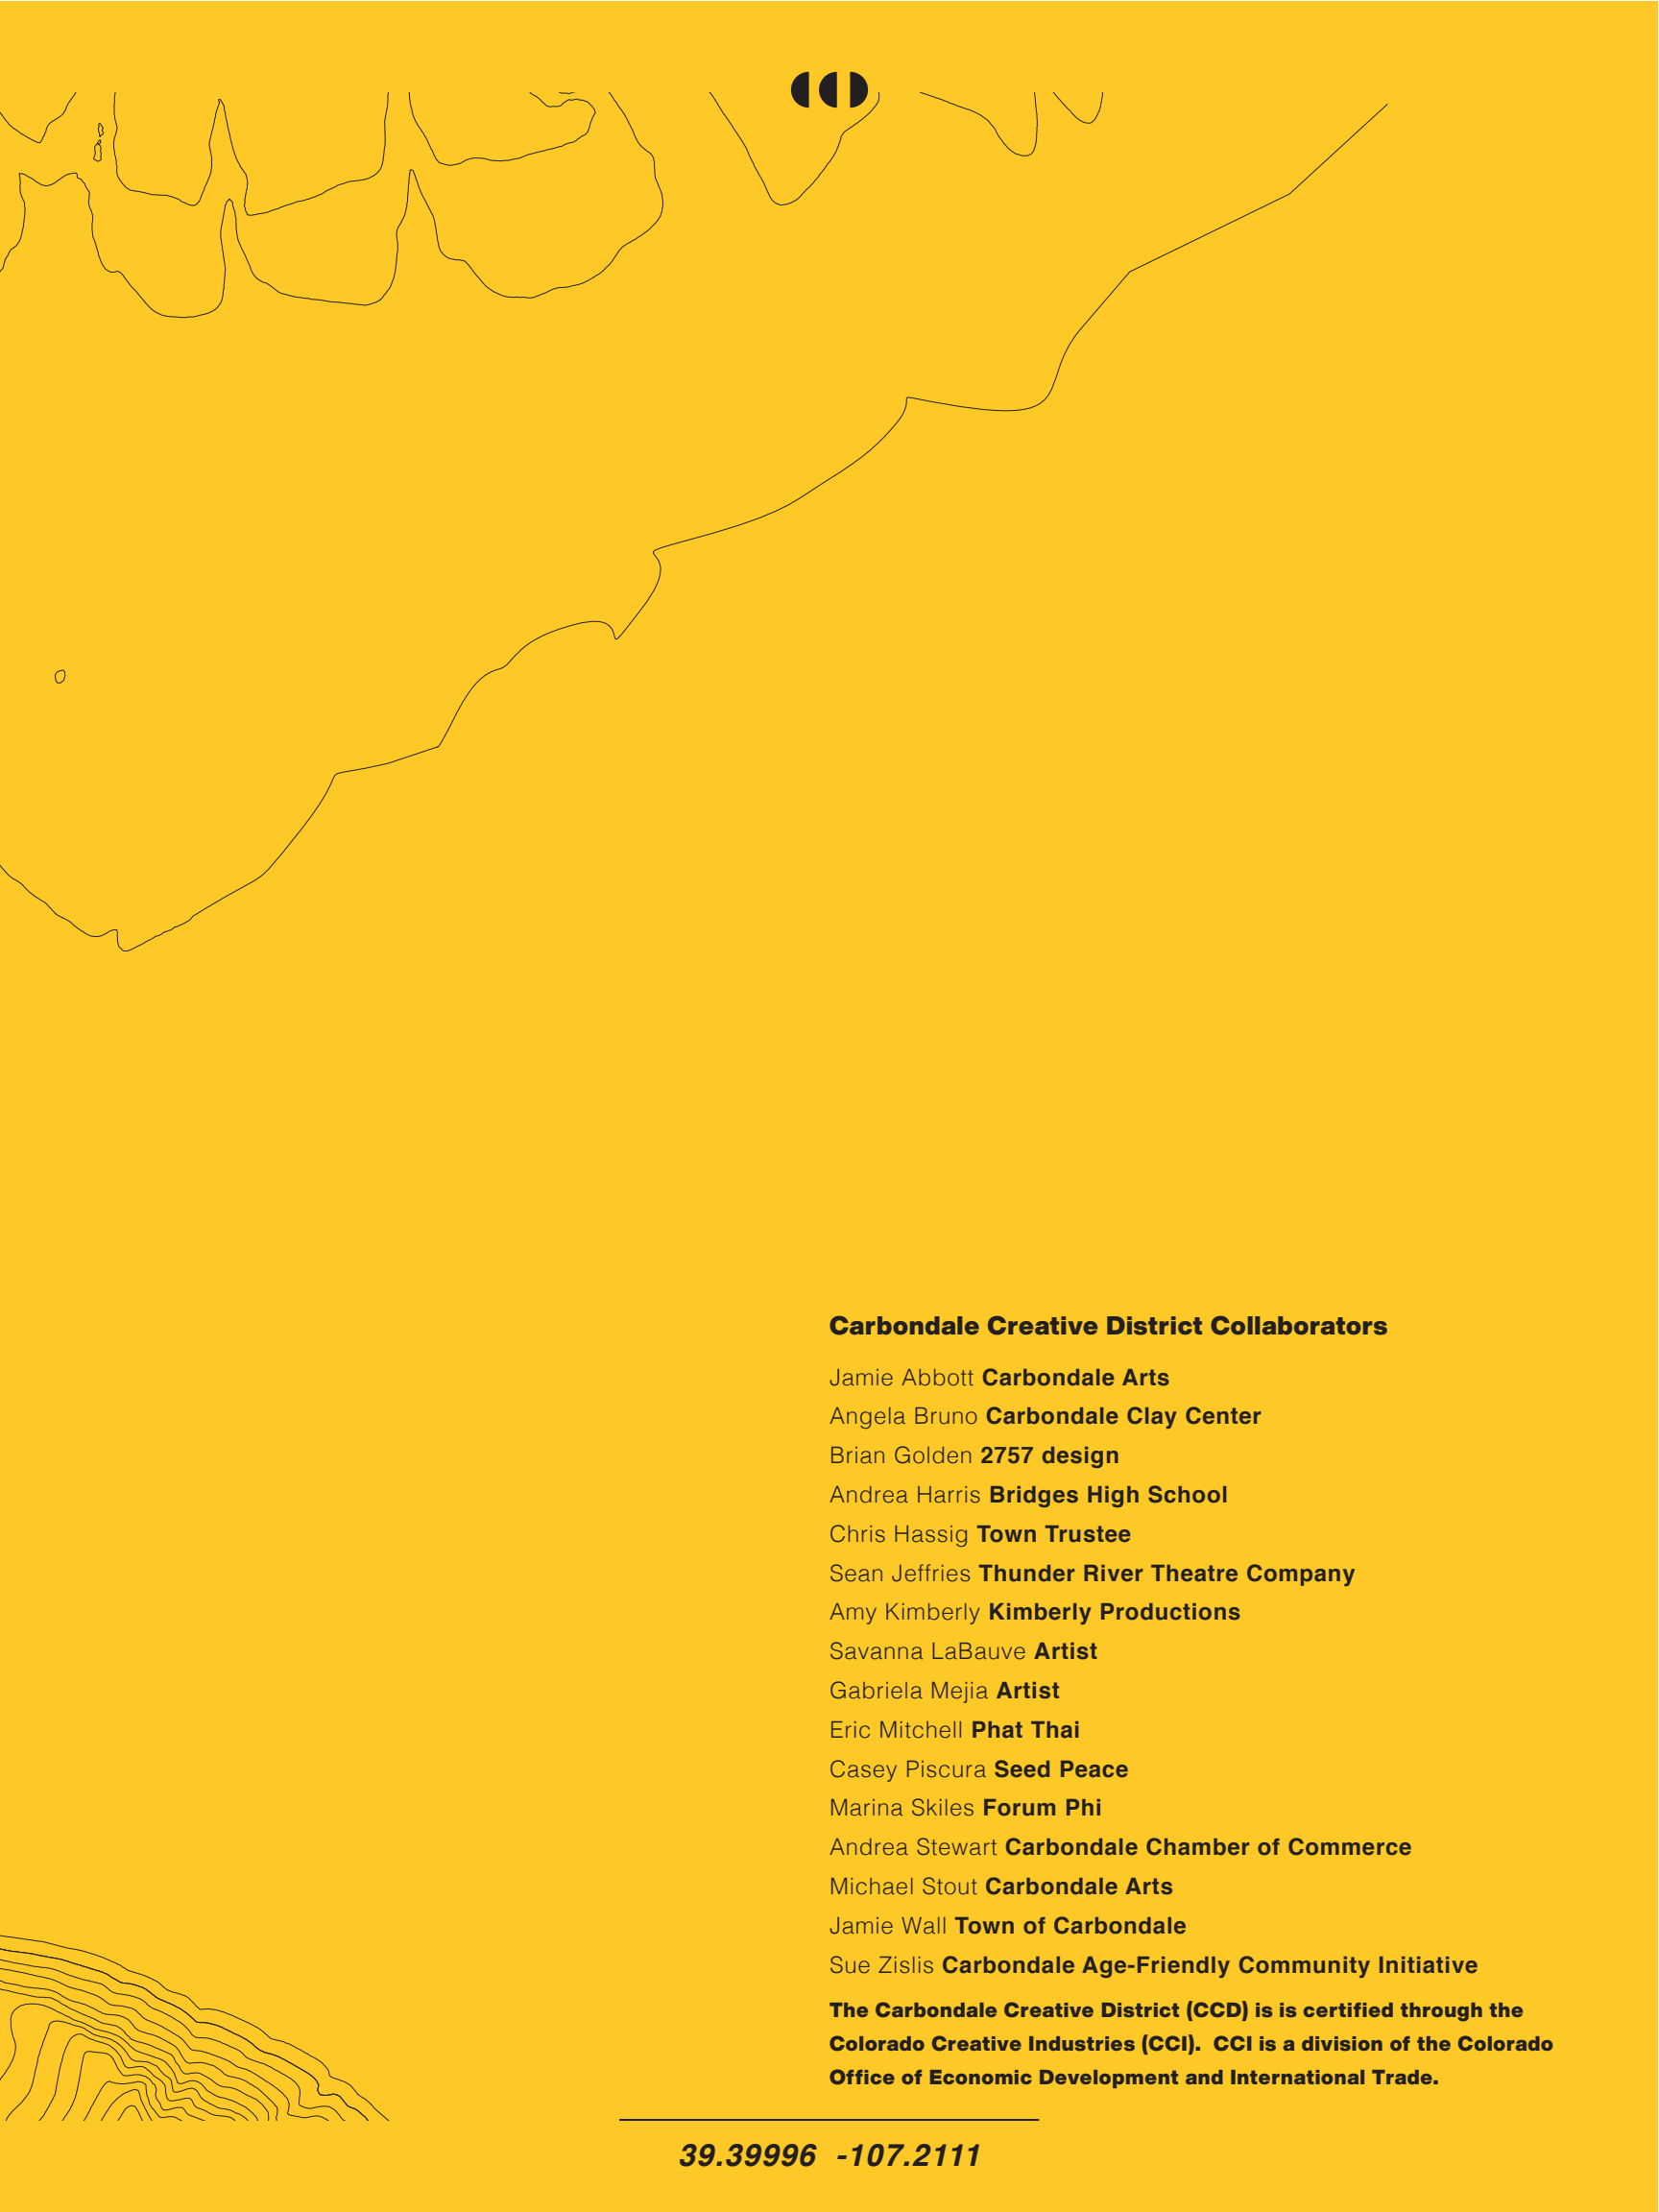 Carbondale Creative District Collaborators
Jamie Abbott Carbondale Arts
Angela Bruno Carbondale Clay Center
Brian Golden 2757 design
Andrea Harris Bridges High School
Chris Hassig Town Trustee
Sean Jeffries Thunder River Theatre Company
Amy Kimberly Kimberly Productions
Savanna LaBauve Artist
Gabriela Mejia Artist
Eric Mitchell Phat Thai
Casey Piscura Seed Peace
Marina Skiles Forum Phi
Andrea Stewart Carbondale Chamber of Commerce
Michael Stout Carbondale Arts
Jamie Wall Town of Carbondale
Sue Zislis Carbondale Age-Friendly Community Initiative
The Carbondale Creative District (CCD) is is certified through the
Colorado Creative Industries (CCI).  CCI is a division of the Colorado
Office of Economic Development and International Trade.
39.39996  -107.2111